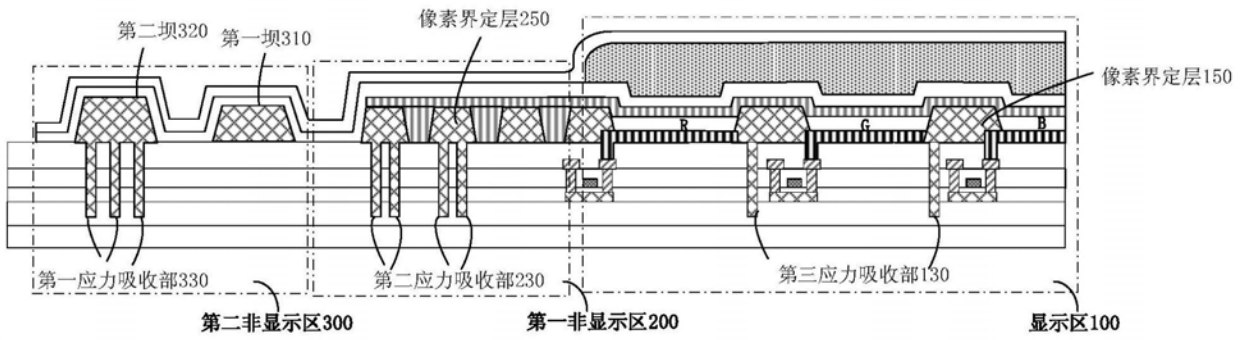 第二坝320
第一坝310
像素界定层250
像素界定层150
R
G
B
第一应力吸收部330
第二应力吸收部230
第三应力吸收部130
第二非显示区300
第一非显示区200
显示区100